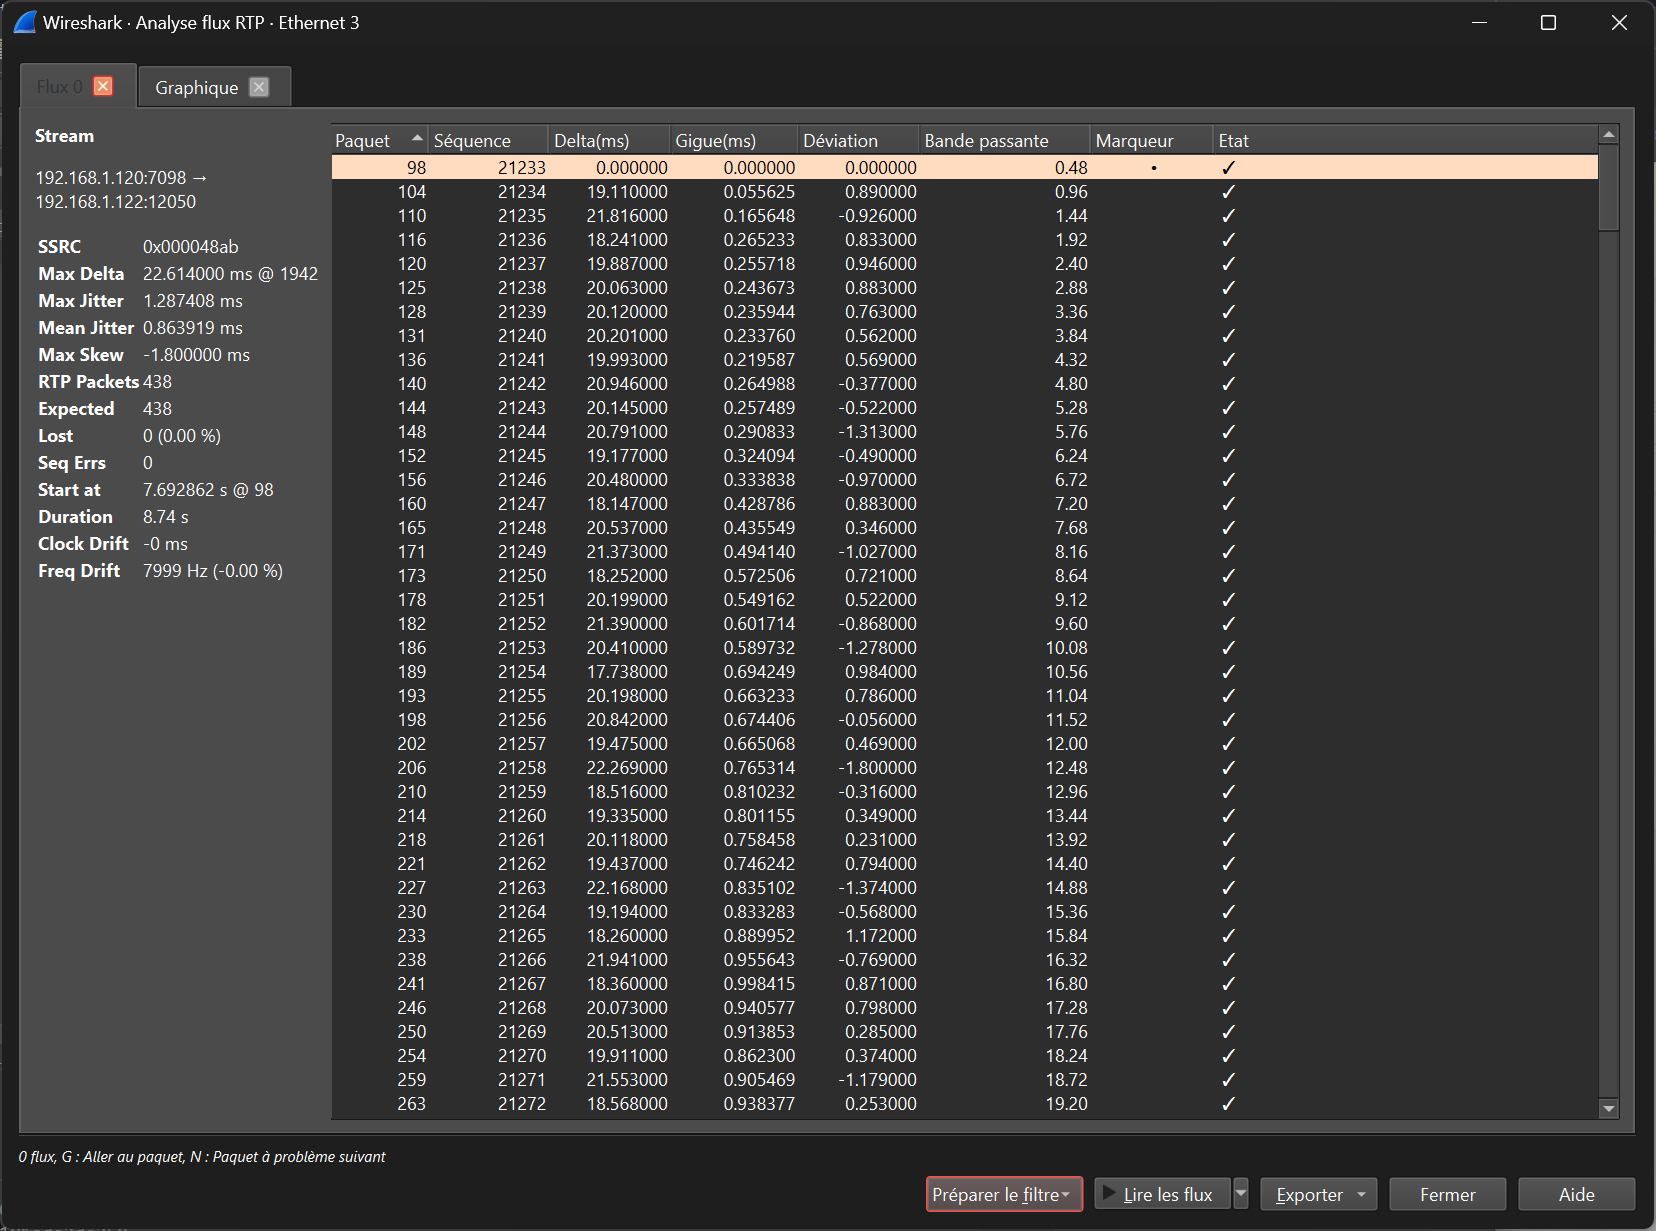 Wireshark · Analyse flux RTP · Ethernet 3
Flux 0
Graphique
Stream
192.168.1.120:7098 →
192.168.1.122:12050
SSRC 0x000048ab
Max Delta 22.614000 ms @ 1942
Max Jitter 1.287408 ms
Mean Jitter 0.863919 ms
Max Skew -1.800000 ms
RTP Packets 438
Expected 438
Lost 0 (0.00 %)
Seq Errs 0
Start at 7.692862 s @ 98
Duration 8.74 s
Clock Drift -0 ms
Freq Drift 7999 Hz (-0.00 %)
Paquet Séquence Delta(ms) Gigue(ms) Déviation Bande passante Marqueur Etat
98 21233 0.000000 0.000000 0.000000 0.48 • ✓
104 21234 19.110000 0.055625 0.890000 0.96 ✓
110 21235 21.816000 0.165648 -0.926000 1.44 ✓
116 21236 18.241000 0.265233 0.833000 1.92 ✓
120 21237 19.887000 0.255718 0.946000 2.40 ✓
125 21238 20.063000 0.243673 0.883000 2.88 ✓
128 21239 20.120000 0.235944 0.763000 3.36 ✓
131 21240 20.201000 0.233760 0.562000 3.84 ✓
136 21241 19.993000 0.219587 0.569000 4.32 ✓
140 21242 20.946000 0.264988 -0.377000 4.80 ✓
144 21243 20.145000 0.257489 -0.522000 5.28 ✓
148 21244 20.791000 0.290833 -1.313000 5.76 ✓
152 21245 19.177000 0.324094 -0.490000 6.24 ✓
156 21246 20.480000 0.333838 -0.970000 6.72 ✓
160 21247 18.147000 0.428786 0.883000 7.20 ✓
165 21248 20.537000 0.435549 0.346000 7.68 ✓
171 21249 21.373000 0.494140 -1.027000 8.16 ✓
173 21250 18.252000 0.572506 0.721000 8.64 ✓
178 21251 20.199000 0.549162 0.522000 9.12 ✓
182 21252 21.390000 0.601714 -0.868000 9.60 ✓
186 21253 20.410000 0.589732 -1.278000 10.08 ✓
189 21254 17.738000 0.694249 0.984000 10.56 ✓
193 21255 20.198000 0.663233 0.786000 11.04 ✓
198 21256 20.842000 0.674406 -0.056000 11.52 ✓
202 21257 19.475000 0.665068 0.469000 12.00 ✓
206 21258 22.269000 0.765314 -1.800000 12.48 ✓
210 21259 18.516000 0.810232 -0.316000 12.96 ✓
214 21260 19.335000 0.801155 0.349000 13.44 ✓
218 21261 20.118000 0.758458 0.231000 13.92 ✓
221 21262 19.437000 0.746242 0.794000 14.40 ✓
227 21263 22.168000 0.835102 -1.374000 14.88 ✓
230 21264 19.194000 0.833283 -0.568000 15.36 ✓
233 21265 18.260000 0.889952 1.172000 15.84 ✓
238 21266 21.941000 0.955643 -0.769000 16.32 ✓
241 21267 18.360000 0.998415 0.871000 16.80 ✓
246 21268 20.073000 0.940577 0.798000 17.28 ✓
250 21269 20.513000 0.913853 0.285000 17.76 ✓
254 21270 19.911000 0.862300 0.374000 18.24 ✓
259 21271 21.553000 0.905469 -1.179000 18.72 ✓
263 21272 18.568000 0.938377 0.253000 19.20 ✓
0 flux, G : Aller au paquet, N : Paquet à problème suivant
Préparer le filtre
Lire les flux
Exporter
Fermer
Aide